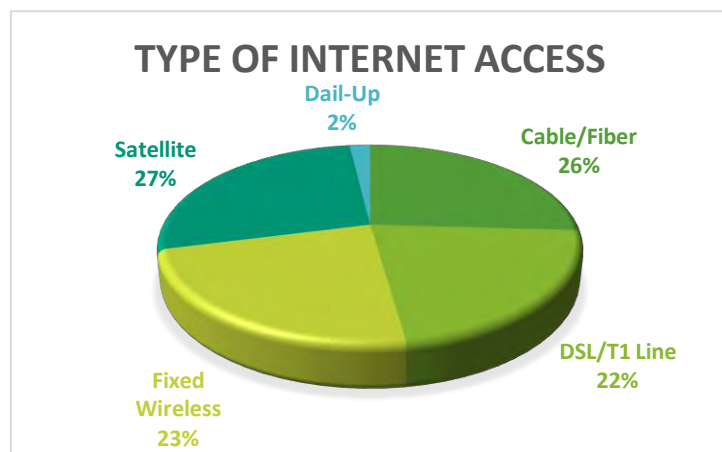 TYPE OF INTERNET ACCESS
Dail-Up
2%
Cable/Fiber
26%
Satellite
27%
DSL/T1 Line
22%
Fixed
Wireless
23%